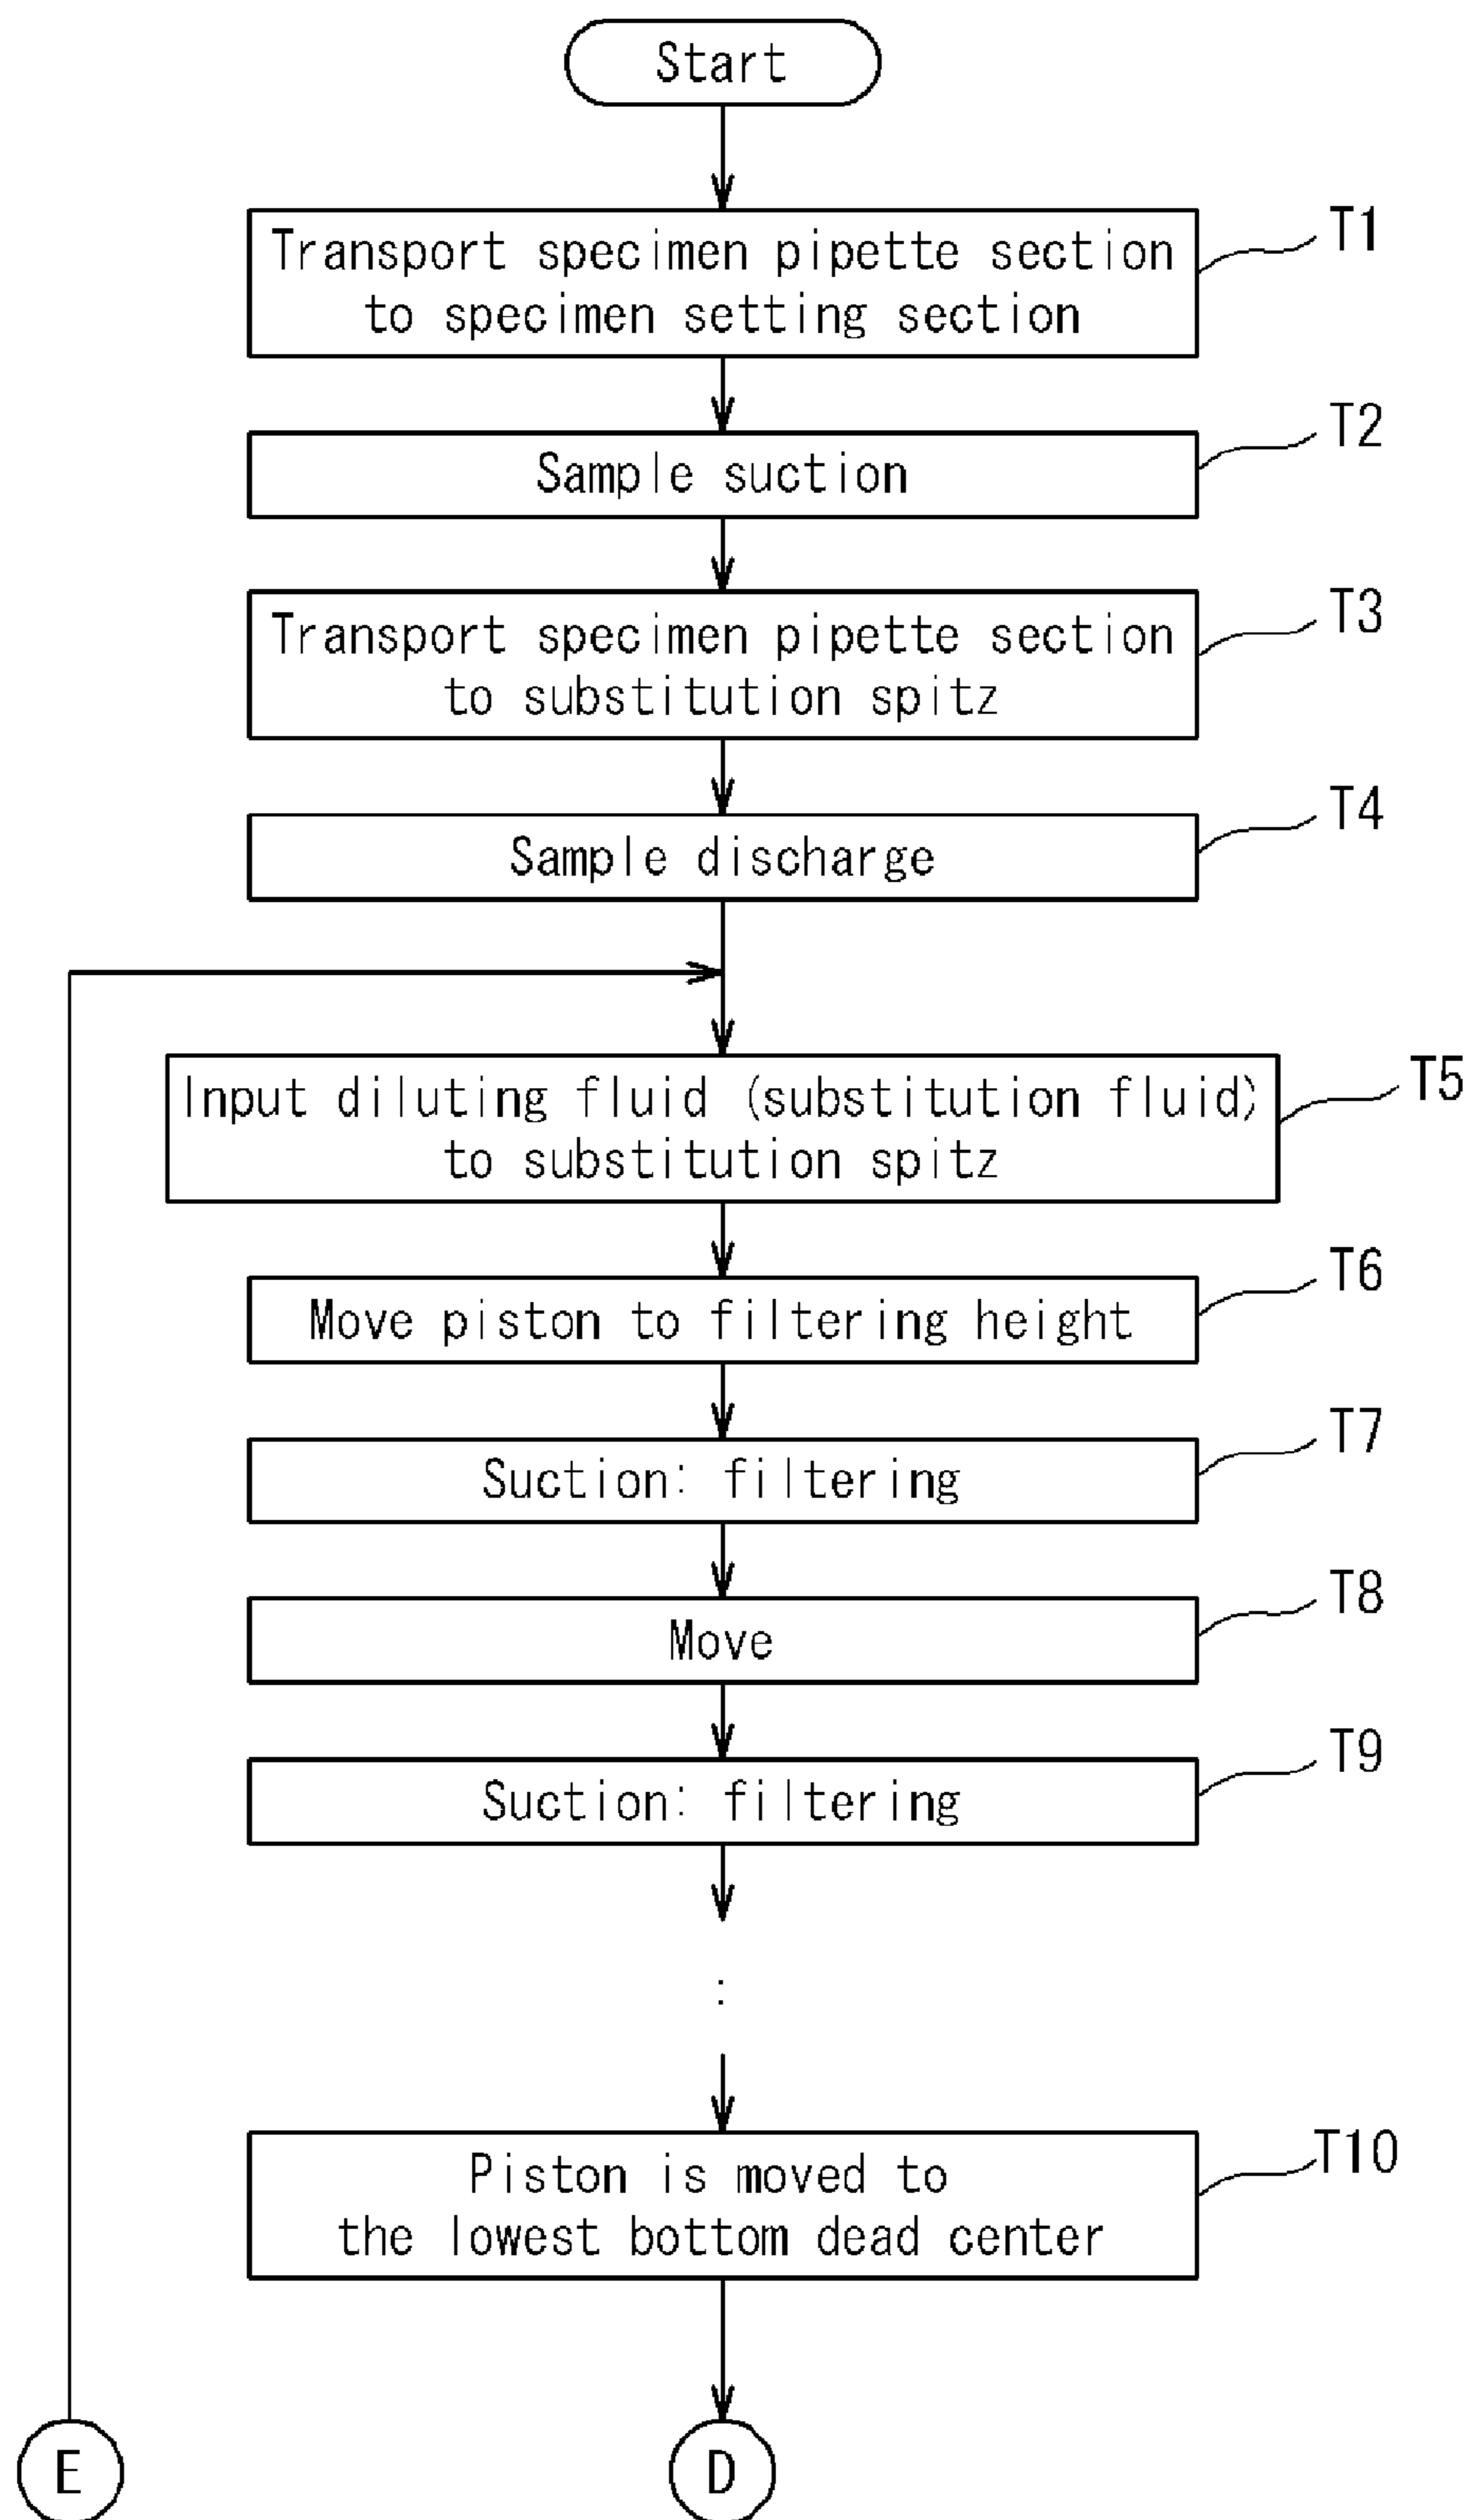 Start
T1
Transport specimen pipette section
to specimen setting section
T2
Sample suction
T3
Transport specimen pipette section
to substitution spitz
T4
Sample discharge
T5
Input diluting fluid (substitution fluid)
to substitution spitz
T6
Move piston to filtering height
T7
Suction: filtering
T8
Move
T9
Suction: filtering
:
T10
Piston is moved to
the lowest bottom dead center
E
D